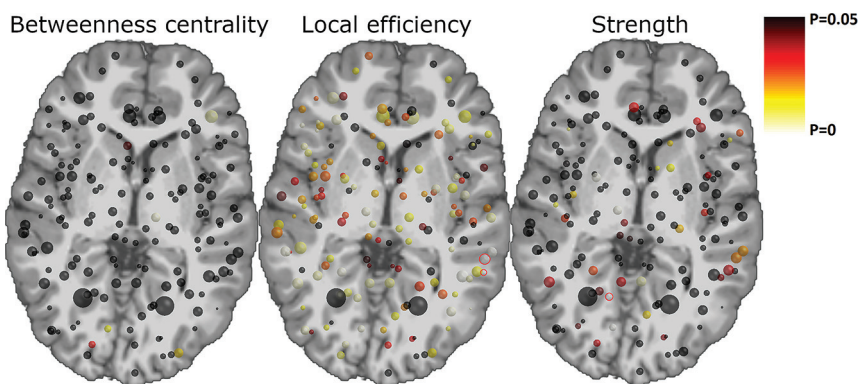 Betweenness centrality
Local efficiency
Strength
P=0.05
P=0